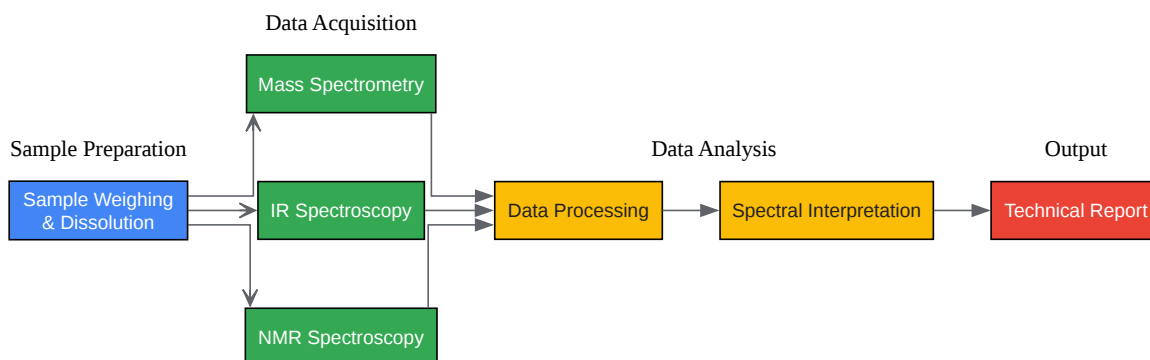 Data Acquisition
Mass Spectrometry
Sample Preparation
Data Analysis
Output
Sample Weighing
& Dissolution
IR Spectroscopy
Data Processing
Spectral Interpretation
Technical Report
NMR Spectroscopy